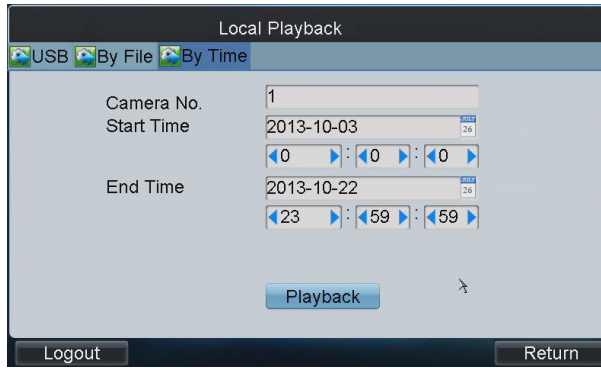 Local Playback
USB By File By Time
Camera No. 1
Start Time 2013-10-03 JULY 26
0 : 0 : 0
End Time 2013-10-22 JULY 26
23 : 59 : 59
Playback
Logout Return